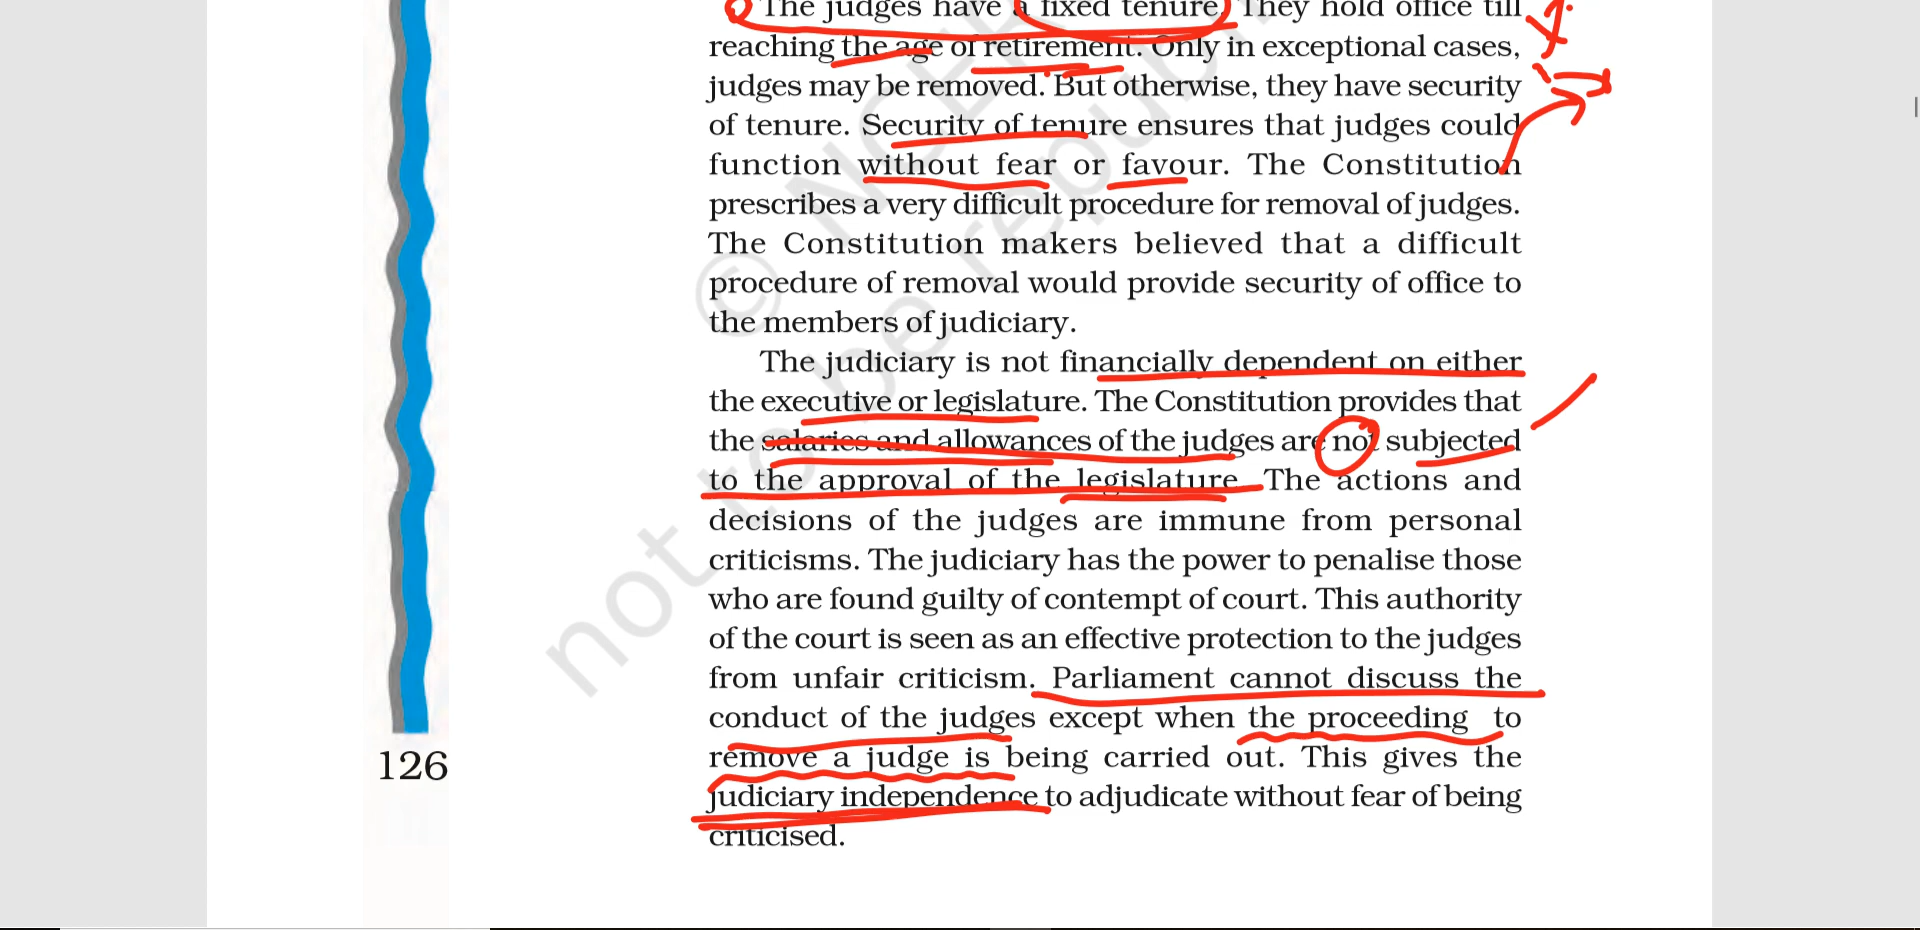 The judges have a fixed tenure. They hold office till
reaching the age of retirement. Only in exceptional cases,
judges may be removed. But otherwise, they have security
of tenure. Security of tenure ensures that judges could
function without fear or favour. The Constitution
prescribes a very difficult procedure for removal of judges.
The Constitution makers believed that a difficult
procedure of removal would provide security of office to
the members of judiciary.
The judiciary is not financially dependent on either
the executive or legislature. The Constitution provides that
the salaries and allowances of the judges are not subjected
to the approval of the legislature. The actions and
decisions of the judges are immune from personal
criticisms. The judiciary has the power to penalise those
who are found guilty of contempt of court. This authority
of the court is seen as an effective protection to the judges
from unfair criticism. Parliament cannot discuss the
conduct of the judges except when the proceeding to
remove a judge is being carried out. This gives the
judiciary independence to adjudicate without fear of being
criticised.
126
© NCER
not to be repub